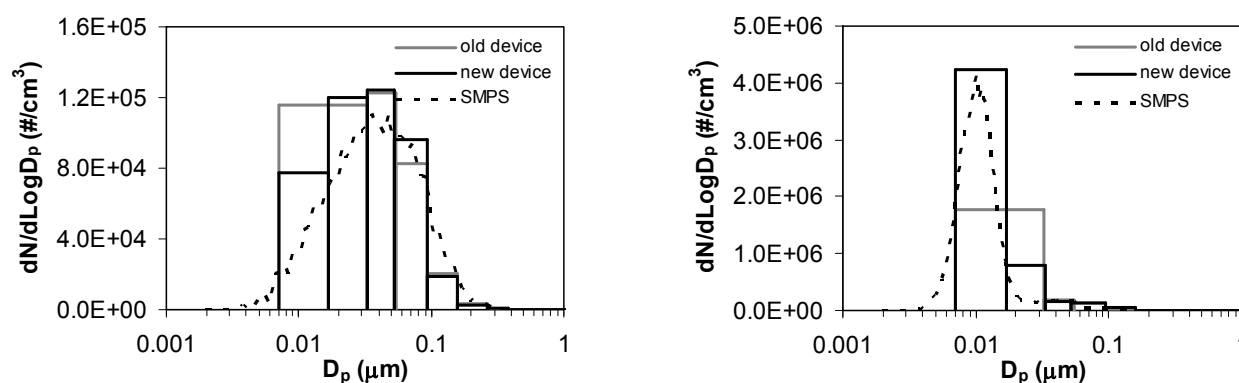 1.6E+05
1.2E+05
8.0E+04
4.0E+04
0.0E+00
dN/dLogDp (#/cm³)
old device
new device
SMPS
0.001 0.01 0.1 1
Dp (μm)
5.0E+06
4.0E+06
3.0E+06
2.0E+06
1.0E+06
0.0E+00
dN/dLogDp (#/cm³)
old device
new device
SMPS
0.001 0.01 0.1
Dp (μm)